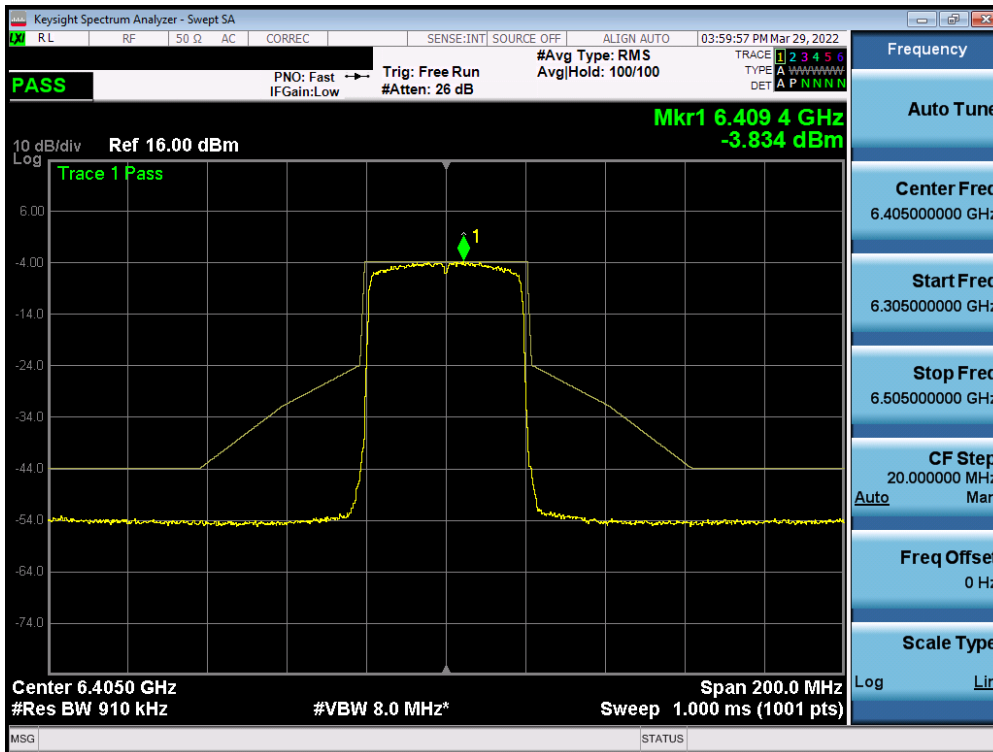 Keysight Spectrum Analyzer - Swept SA
LXI RL RF 50 Ω AC CORREC SENSE:INT SOURCE OFF ALIGN AUTO 03:59:57 PM Mar 29, 2022
PASS
PNO: Fast
IFGain:Low
Trig: Free Run
#Atten: 26 dB
#Avg Type: RMS
Avg|Hold: 100/100
TRACE 1 2 3 4 5 6
TYPE A WWWWW
DET A P N N N N
Mkr1 6.409 4 GHz
-3.834 dBm
10 dB/div Ref 16.00 dBm
Log
Trace 1 Pass
1
6.00
-4.00
-14.0
-24.0
-34.0
-44.0
-54.0
-64.0
-74.0
Center 6.4050 GHz Span 200.0 MHz
#Res BW 910 kHz #VBW 8.0 MHz* Sweep 1.000 ms (1001 pts)
MSG STATUS
Frequency
Auto Tune
Center Freq
6.405000000 GHz
Start Freq
6.305000000 GHz
Stop Freq
6.505000000 GHz
CF Step
20.000000 MHz
Auto Man
Freq Offset
0 Hz
Scale Type
Log Lin